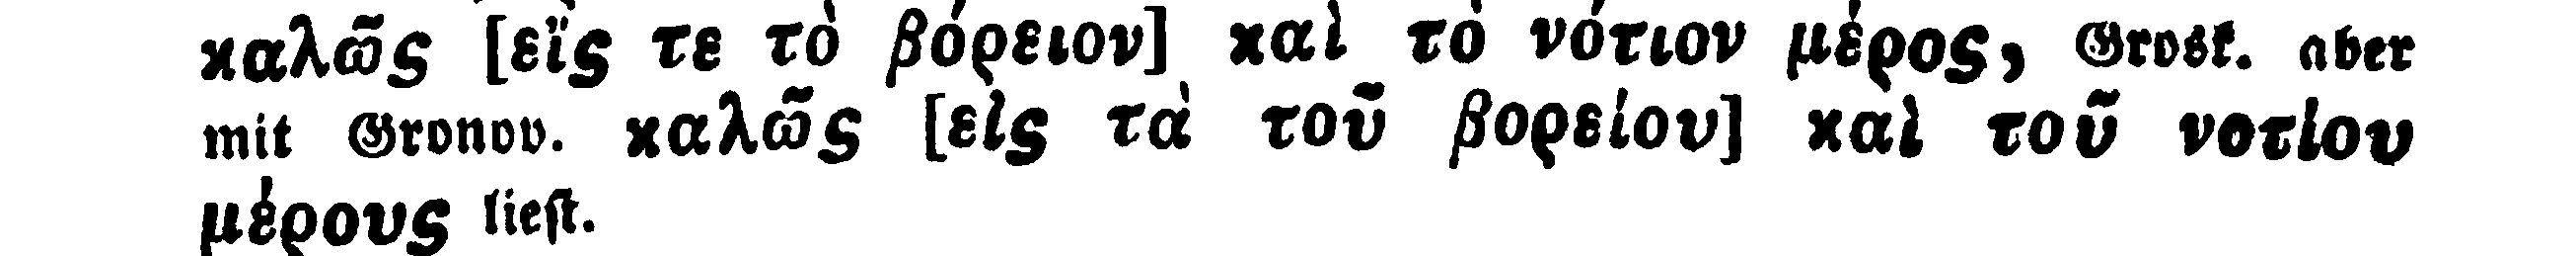 καλῶς [εἴς τε τὸ βόρειον] καὶ τὸ νότιον μέρος, Grosk. aber
mit Gronov. καλῶς [εἰς τὰ τοῦ βορείου] καὶ τοῦ νοτίου
μέρους liest.